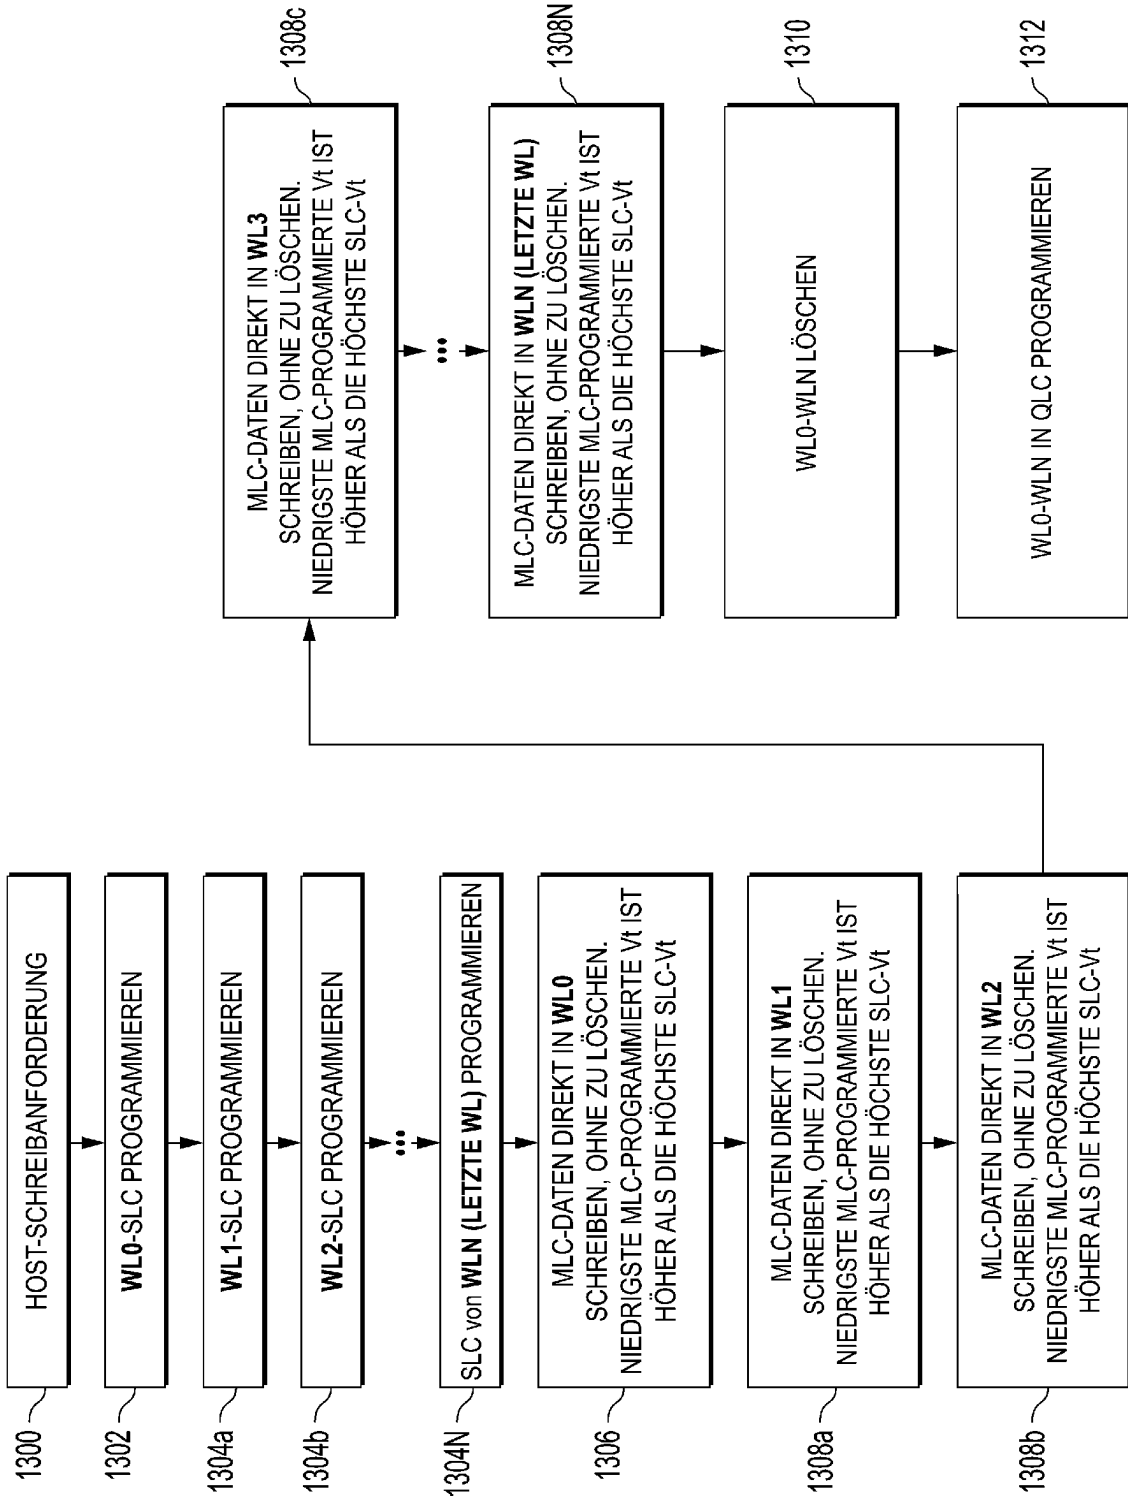 1300
HOST-SCHREIBANFORDERUNG
1302
WL0-SLC PROGRAMMIEREN
1304a
WL1-SLC PROGRAMMIEREN
1304b
WL2-SLC PROGRAMMIEREN
•••
1304N
SLC von WLN (LETZTE WL) PROGRAMMIEREN
1306
MLC-DATEN DIREKT IN WL0
SCHREIBEN, OHNE ZU LÖSCHEN.
NIEDRIGSTE MLC-PROGRAMMIERTE Vt IST
HÖHER ALS DIE HÖCHSTE SLC-Vt
1308a
MLC-DATEN DIREKT IN WL1
SCHREIBEN, OHNE ZU LÖSCHEN.
NIEDRIGSTE MLC-PROGRAMMIERTE Vt IST
HÖHER ALS DIE HÖCHSTE SLC-Vt
1308b
MLC-DATEN DIREKT IN WL2
SCHREIBEN, OHNE ZU LÖSCHEN.
NIEDRIGSTE MLC-PROGRAMMIERTE Vt IST
HÖHER ALS DIE HÖCHSTE SLC-Vt
1308c
MLC-DATEN DIREKT IN WL3
SCHREIBEN, OHNE ZU LÖSCHEN.
NIEDRIGSTE MLC-PROGRAMMIERTE Vt IST
HÖHER ALS DIE HÖCHSTE SLC-Vt
•••
1308N
MLC-DATEN DIREKT IN WLN (LETZTE WL)
SCHREIBEN, OHNE ZU LÖSCHEN.
NIEDRIGSTE MLC-PROGRAMMIERTE Vt IST
HÖHER ALS DIE HÖCHSTE SLC-Vt
1310
WL0-WLN LÖSCHEN
1312
WL0-WLN IN QLC PROGRAMMIEREN